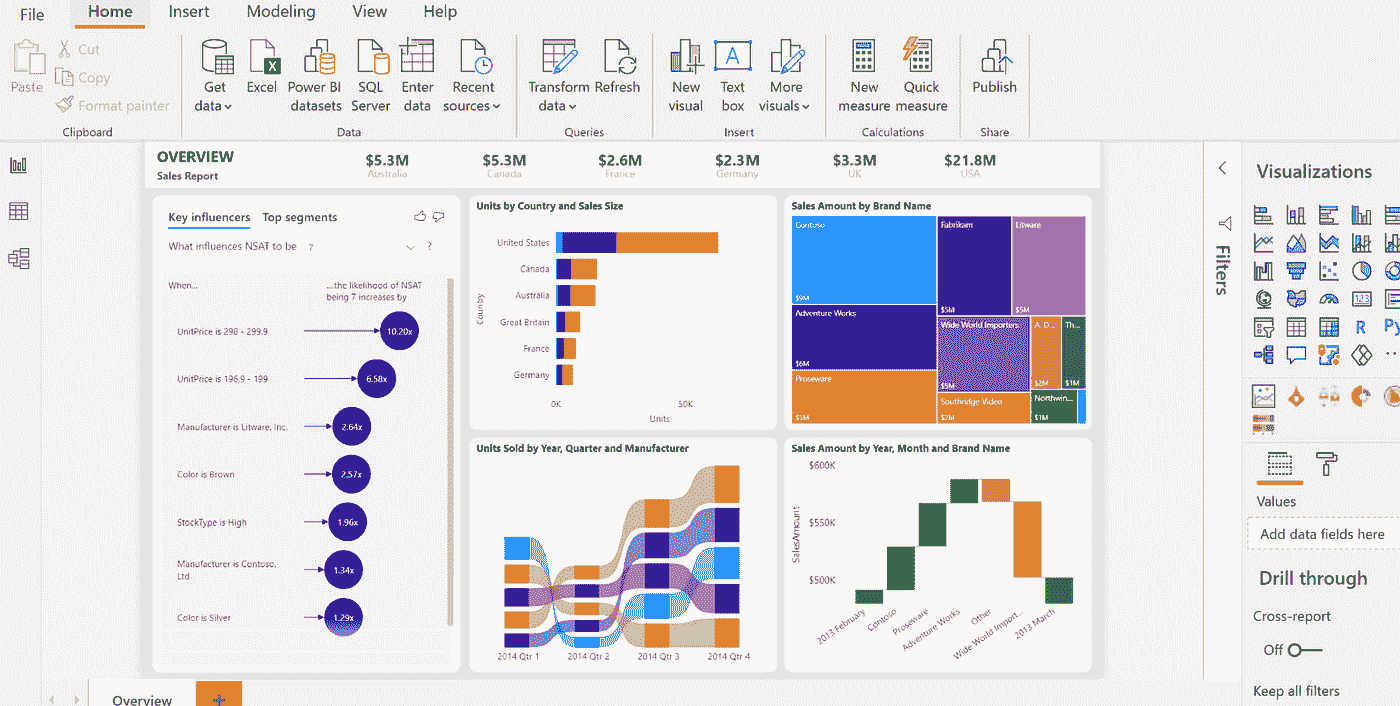 File Home Insert Modeling View Help
Paste
Cut
Copy
Format painter
Clipboard
Get data
Excel
Power BI datasets
SQL Server
Enter data
Recent sources
Data
Transform data
Refresh
Queries
New visual
Text box
More visuals
Insert
New measure
Quick measure
Calculations
Publish
Share
OVERVIEW
Sales Report
$5.3M
Australia
$5.3M
Canada
$2.6M
France
$2.3M
Germany
$3.3M
UK
$21.8M
USA
Key influencers Top segments
What influences NSAT to be 7 ?
When...
....the likelihood of NSAT
being 7 increases by
UnitPrice is 298 - 299.9 10.20x
UnitPrice is 196.9 - 199 6.58x
Manufacturer is Litware, Inc. 2.64x
Color is Brown 2.57x
StockType is High 1.96x
Manufacturer is Contoso,
Ltd 1.34x
Color is Silver 1.29x
Units by Country and Sales Size
Country
United States
Canada
Australia
Great Britain
France
Germany
0K 50K
Units
Sales Amount by Brand Name
Contoso
$9M
Adventure Works
$6M
Proseware
Fabrikam
$5M
Litware
$5M
Wide World Importers
$5M
Southridge Video
$2M
A. D...
$2M
Th...
$1M
Northwin...
$1M
Units Sold by Year, Quarter and Manufacturer
2014 Qtr 1 2014 Qtr 2 2014 Qtr 3 2014 Qtr 4
Sales Amount by Year, Month and Brand Name
SalesAmount
$600K
$550K
$500K
2013 February
Contoso
Proseware
Adventure Works
Other
Wide World Import...
2013 March
Filters
Visualizations
123
R Py
Values
Add data fields here
Drill through
Cross-report
Off
Keep all filters
Overview +